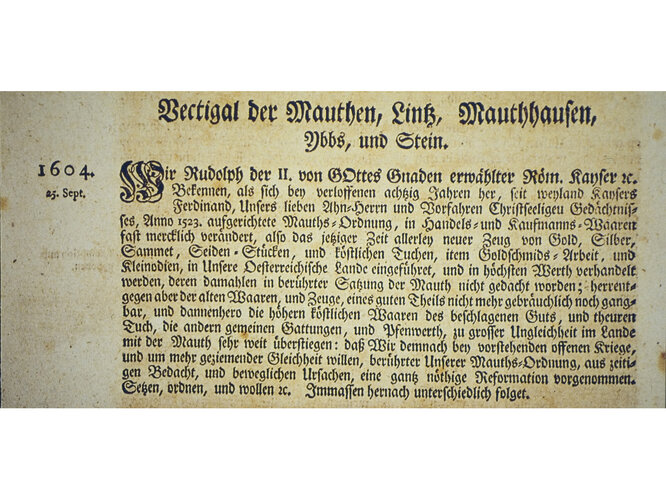 Vectigal der Mauthen, Lintz, Mauthhausen,
Ybbs, und Stein.
1604.
25. Sept.
Wir Rudolph der II. von GOttes Gnaden erwählter Röm. Kayser ꝛc.
Bekennen, als sich bey verloffenen achtzig Jahren her, seit weyland Kaysers
Ferdinand, Unsers lieben Ahn-Herrn und Vorfahren Christseeligen Gedächtnis-
ses, Anno 1523. aufgerichtete Mauths-Ordnung, in Handels- und Kaufmanns-Waaren
fast mercklich verändert, also das jetziger Zeit allerley neuer Zeug von Gold, Silber,
Sammet, Seiden-Stücken, und köstlichen Tuchen, item Goldschmids-Arbeit, und
Kleinodien, in Unsere Oesterreichische Lande eingeführet, und in höchsten Werth verhandelt
werden, deren damahlen in berührter Satzung der Mauth nicht gedacht worden; herrent-
gegen aber der alten Waaren, und Zeuge, eines guten Theils nicht mehr gebräuchlich noch gang-
bar, und dannenhero die höhern köstlichen Waaren des beschlagenen Guts, und theuren
Tuch, die andern gemeinen Gattungen, und Pfenwerth, zu grosser Ungleichheit im Lande
mit der Mauth sehr weit überstiegen: daß Wir demnach bey vorstehenden offenen Kriege,
und um mehr geziemender Gleichheit willen, berührter Unserer Mauths-Ordnung, aus zeiti-
gen Bedacht, und beweglichen Ursachen, eine gantz nöthige Reformation vorgenommen.
Setzen, ordnen, und wollen ꝛc. Immassen hernach unterschiedlich folget.